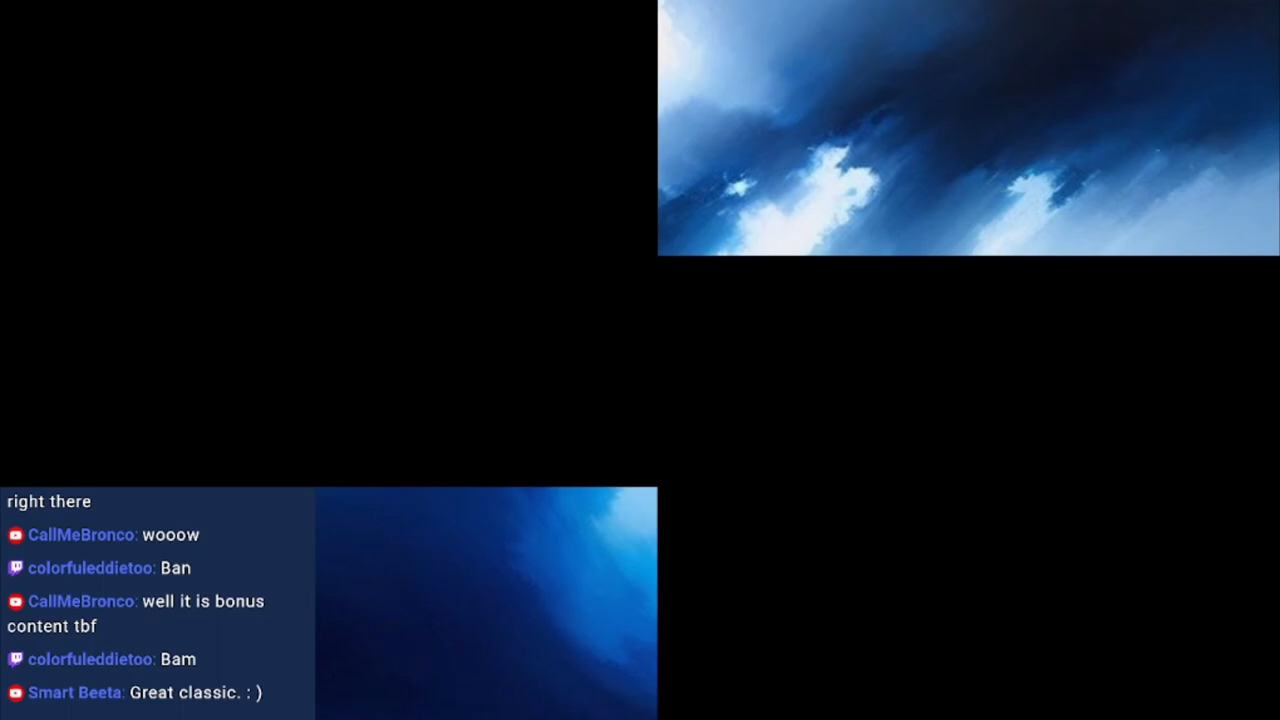 right there
CallMeBronco: wooow
colorfuleddietoo: Ban
CallMeBronco: well it is bonus
content tbf
colorfuleddietoo: Bam
Smart Beeta: Great classic. : )